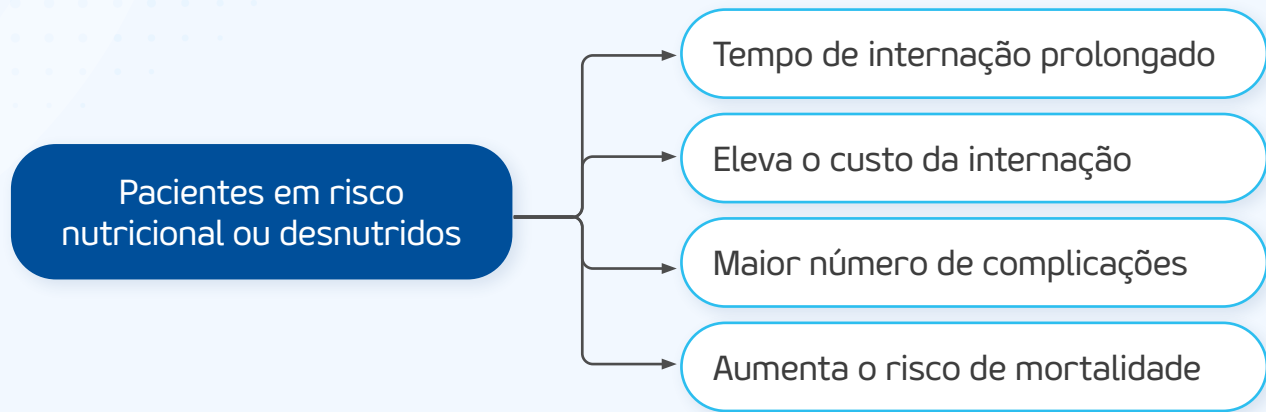 Pacientes em risco
nutricional ou desnutridos
Tempo de internação prolongado
Eleva o custo da internação
Maior número de complicações
Aumenta o risco de mortalidade